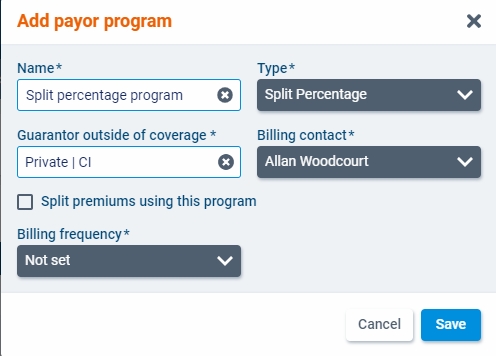 Add payor program
Name*
Type*
Split percentage program
Split Percentage
Guarantor outside of coverage *
Billing contact*
Private | CI
Allan Woodcourt
Split premiums using this program
Billing frequency*
Not set
Cancel
Save